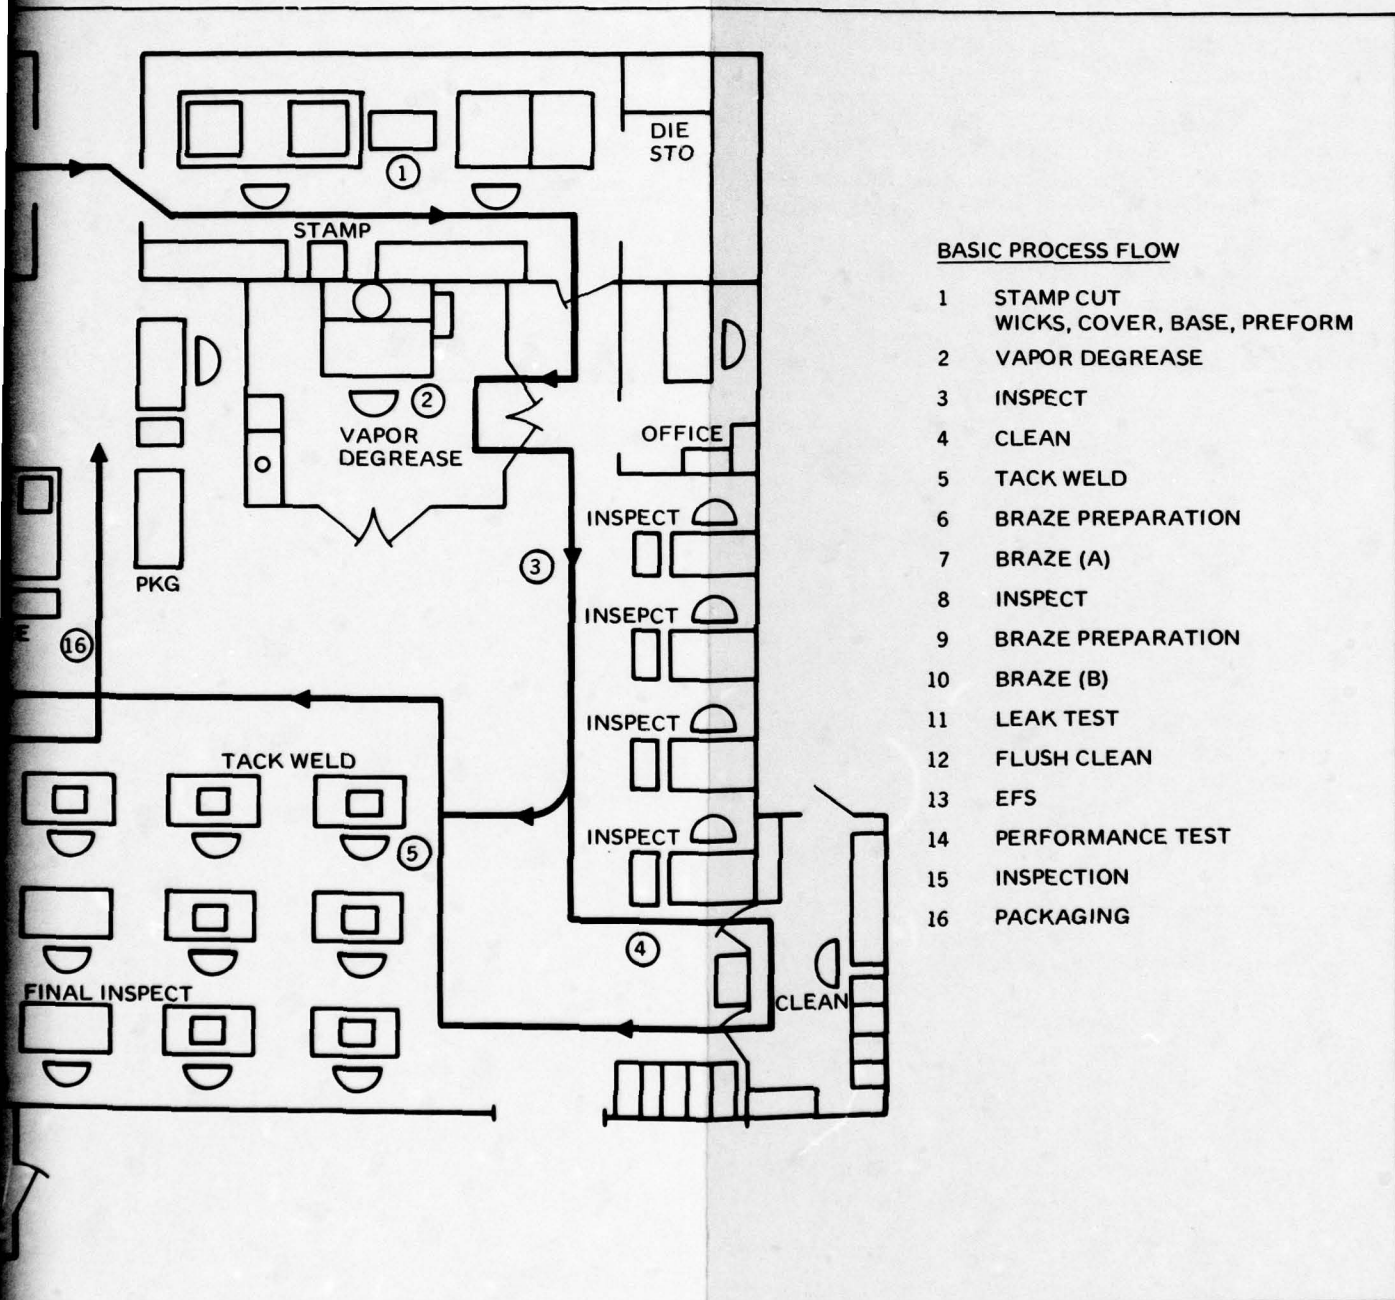 DIE
STO
1
STAMP
2
VAPOR
DEGREASE
OFFICE
INSPECT
3
PKG
INSEPCT
E
16
INSPECT
TACK WELD
INSPECT
5
4
FINAL INSPECT
CLEAN
BASIC PROCESS FLOW
1 STAMP CUT
WICKS, COVER, BASE, PREFORM
2 VAPOR DEGREASE
3 INSPECT
4 CLEAN
5 TACK WELD
6 BRAZE PREPARATION
7 BRAZE (A)
8 INSPECT
9 BRAZE PREPARATION
10 BRAZE (B)
11 LEAK TEST
12 FLUSH CLEAN
13 EFS
14 PERFORMANCE TEST
15 INSPECTION
16 PACKAGING